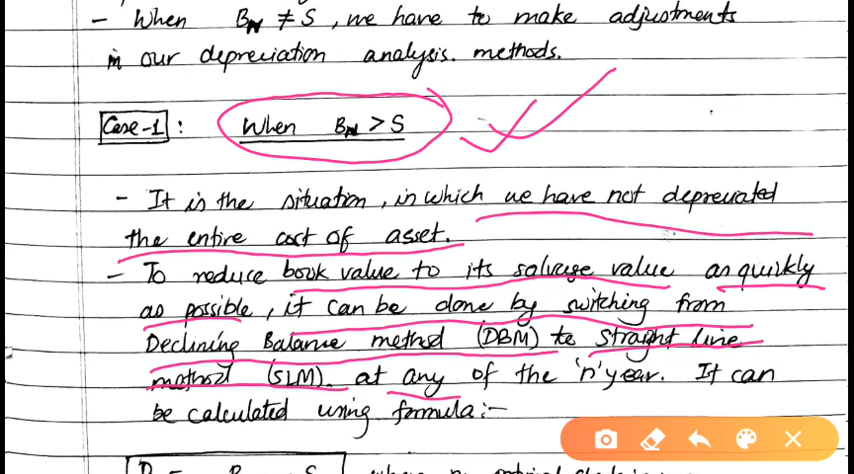 - When B_N ≠ S, we have to make adjustments
in our depreciation analysis. methods.
Case-1 : When B_N > S
- It is the situation, in which we have not depreciated
the entire cost of asset.
- To reduce book value to its salvage value as quickly
as possible, it can be done by switching from
Declining Balance method (DBM) to straight line
method (SLM). at any of the 'n' year. It can
be calculated using formula:-